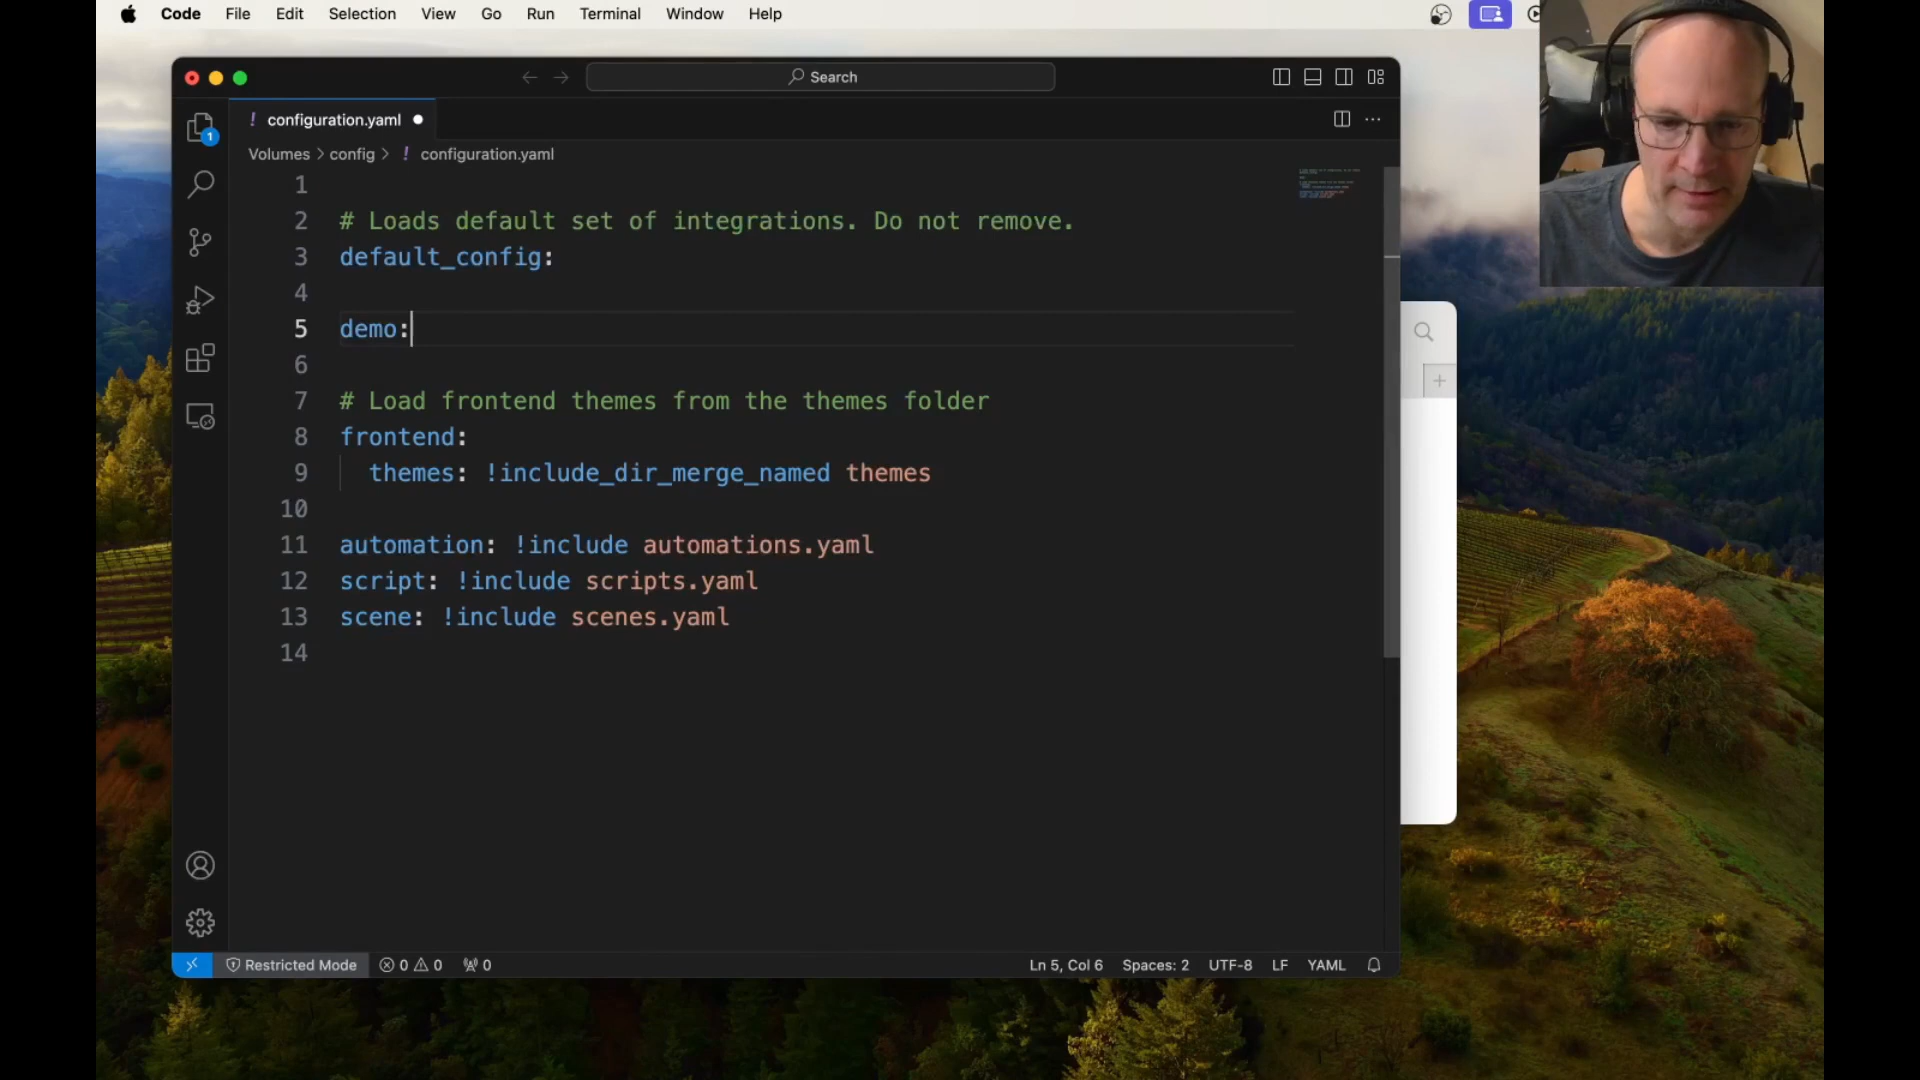 Code File Edit Selection View Go Run Terminal Window Help
Search
! configuration.yaml
1
Volumes > config > ! configuration.yaml
1
2 # Loads default set of integrations. Do not remove.
3 default_config:
4
5 demo:
6
7 # Load frontend themes from the themes folder
8 frontend:
9 themes: !include_dir_merge_named themes
10
11 automation: !include automations.yaml
12 script: !include scripts.yaml
13 scene: !include scenes.yaml
14
Restricted Mode 0 0 0 Ln 5, Col 6 Spaces: 2 UTF-8 LF YAML